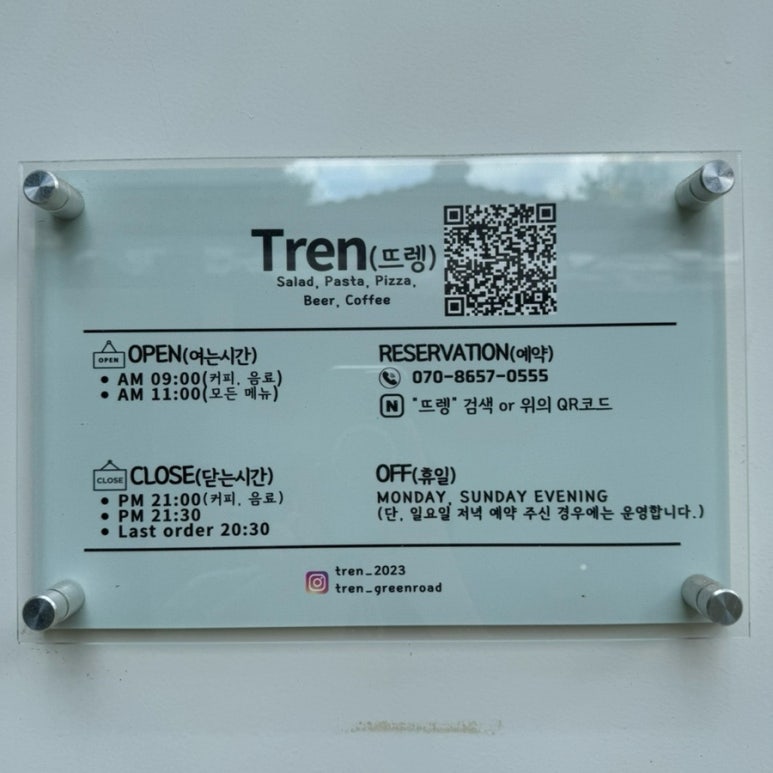 Tren(뜨렝)
Salad, Pasta, Pizza,
Beer, Coffee
OPEN
OPEN(여는시간)
• AM 09:00(커피, 음료)
• AM 11:00(모든 메뉴)
RESERVATION(예약)
070-8657-0555
N "뜨렝" 검색 or 위의 QR코드
CLOSE
CLOSE(닫는시간)
• PM 21:00(커피, 음료)
• PM 21:30
• Last order 20:30
OFF(휴일)
MONDAY, SUNDAY EVENING
(단, 일요일 저녁 예약 주신 경우에는 운영합니다.)
tren_2023
tren_greenroad